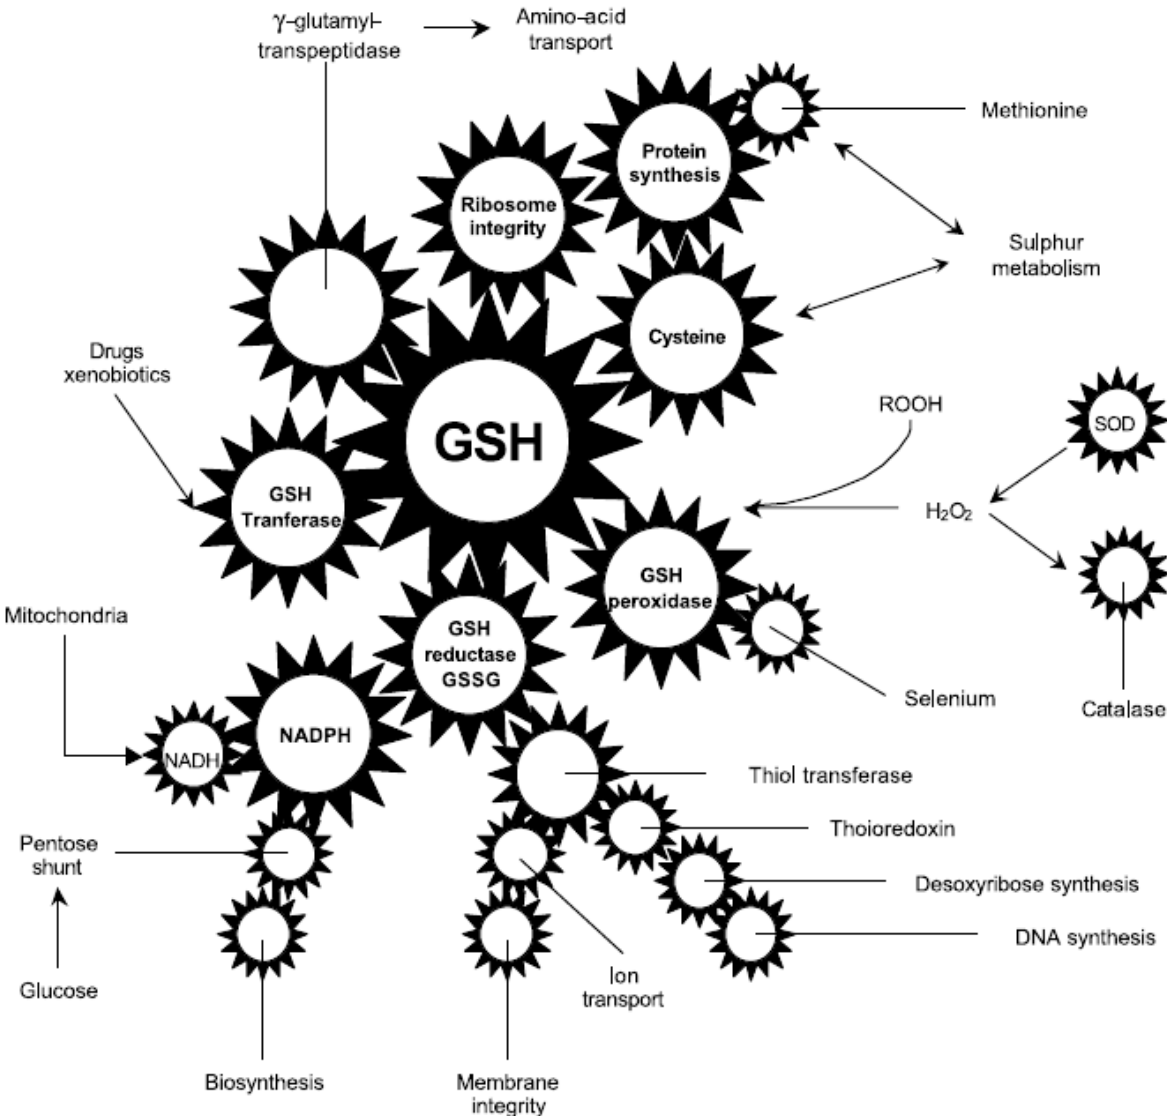 γ–glutamyl–
transpeptidase
Amino–acid
transport
Methionine
Protein
synthesis
Ribosome
integrity
Sulphur
metabolism
Cysteine
Drugs
xenobiotics
ROOH
SOD
GSH
GSH
Tranferase
H₂O₂
GSH
peroxidase
Mitochondria
GSH
reductase
GSSG
Selenium
Catalase
NADPH
NADH
Thiol transferase
Thoioredoxin
Pentose
shunt
Desoxyribose synthesis
DNA synthesis
Glucose
Ion
transport
Biosynthesis
Membrane
integrity